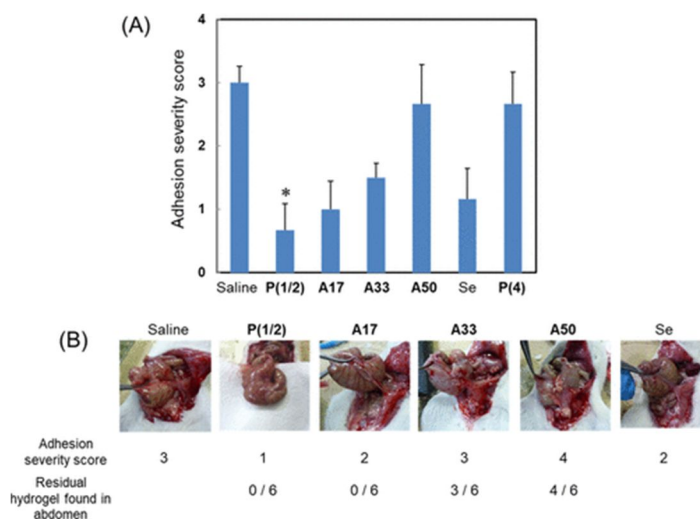 (A)
Adhesion severity score
4
3
2
1
0
*
Saline P(1/2) A17 A33 A50 Se P(4)
(B)
Saline P(1/2) A17 A33 A50 Se
Adhesion
severity score 3 1 2 3 4 2
Residual
hydrogel found in
abdomen 0 / 6 0 / 6 3/6 4/6